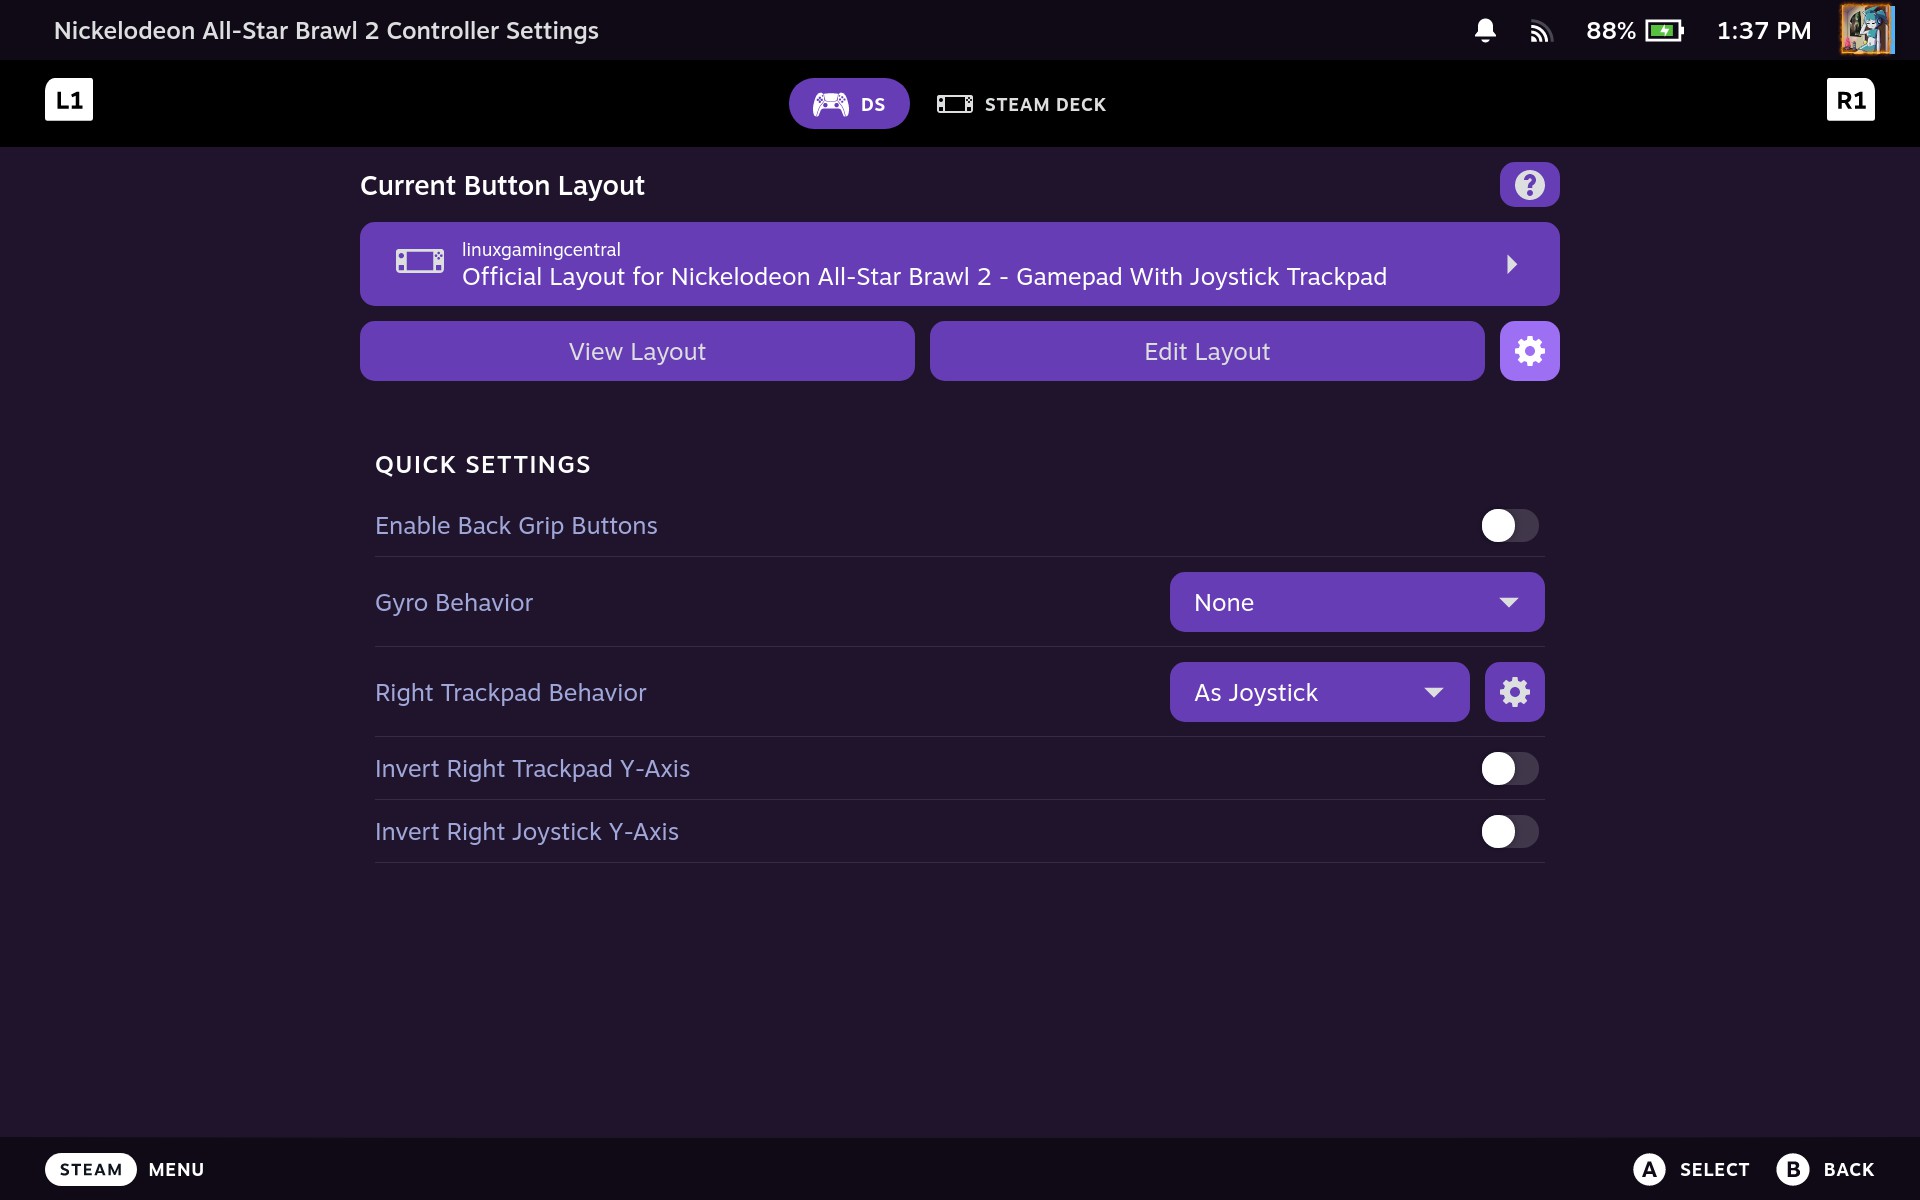 Nickelodeon All-Star Brawl 2 Controller Settings
88%
1:37 PM
L1
DS
STEAM DECK
R1
Current Button Layout
?
linuxgamingcentral
Official Layout for Nickelodeon All-Star Brawl 2 - Gamepad With Joystick Trackpad
View Layout
Edit Layout
QUICK SETTINGS
Enable Back Grip Buttons
Gyro Behavior
None
Right Trackpad Behavior
As Joystick
Invert Right Trackpad Y-Axis
Invert Right Joystick Y-Axis
STEAM MENU
A SELECT
B BACK